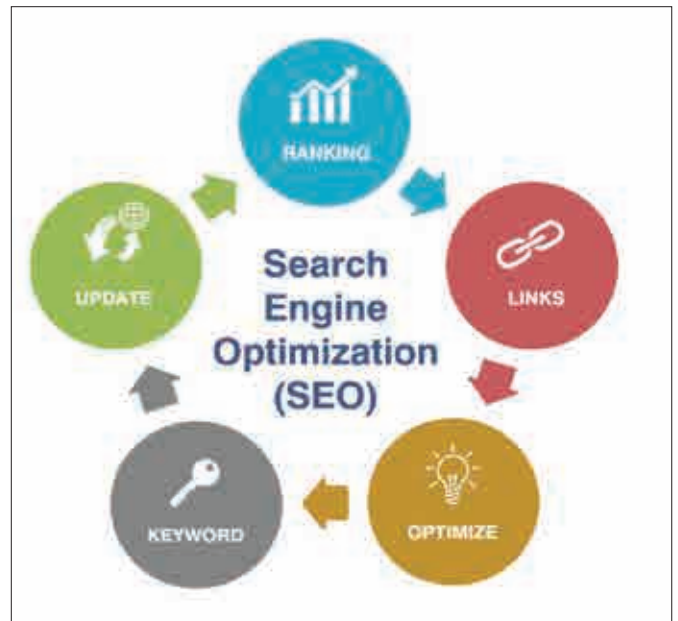 RANKING
LINKS
OPTIMIZE
KEYWORD
UPDATE
Search
Engine
Optimization
(SEO)